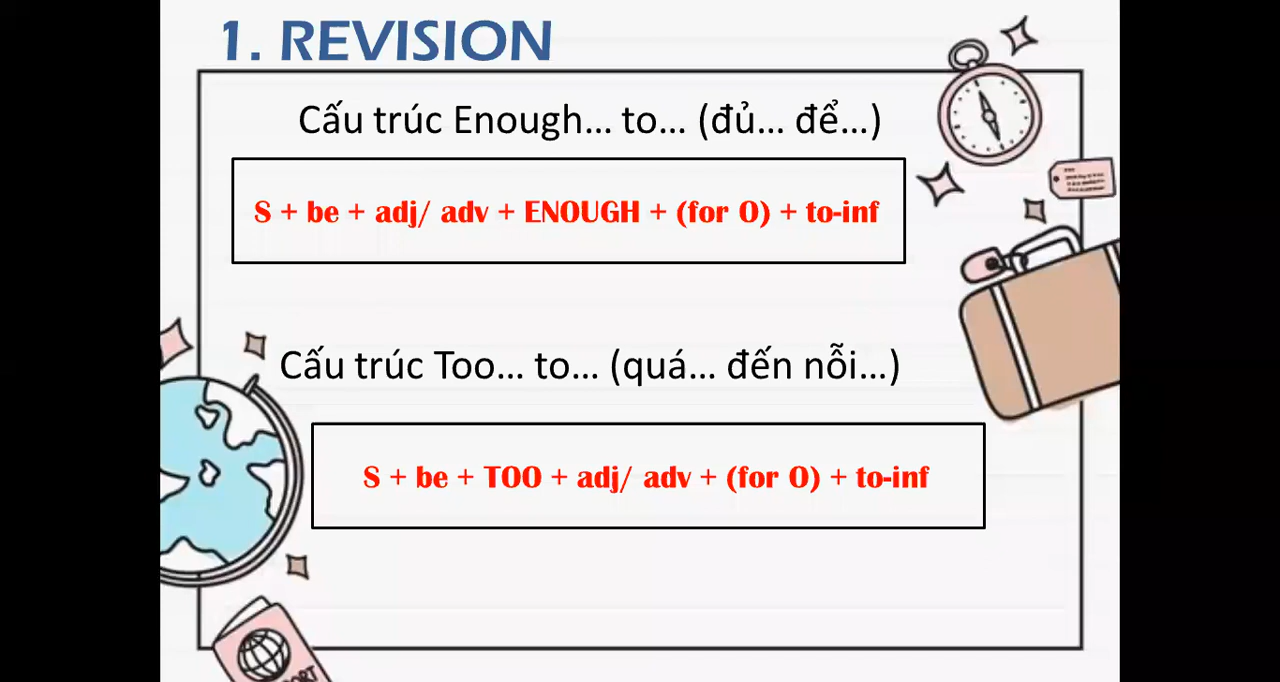 1. REVISION
Cấu trúc Enough... to... (đủ... để...)
S + be + adj/ adv + ENOUGH + (for O) + to-inf
Cấu trúc Too... to... (quá... đến nỗi...)
S + be + TOO + adj/ adv + (for O) + to-inf